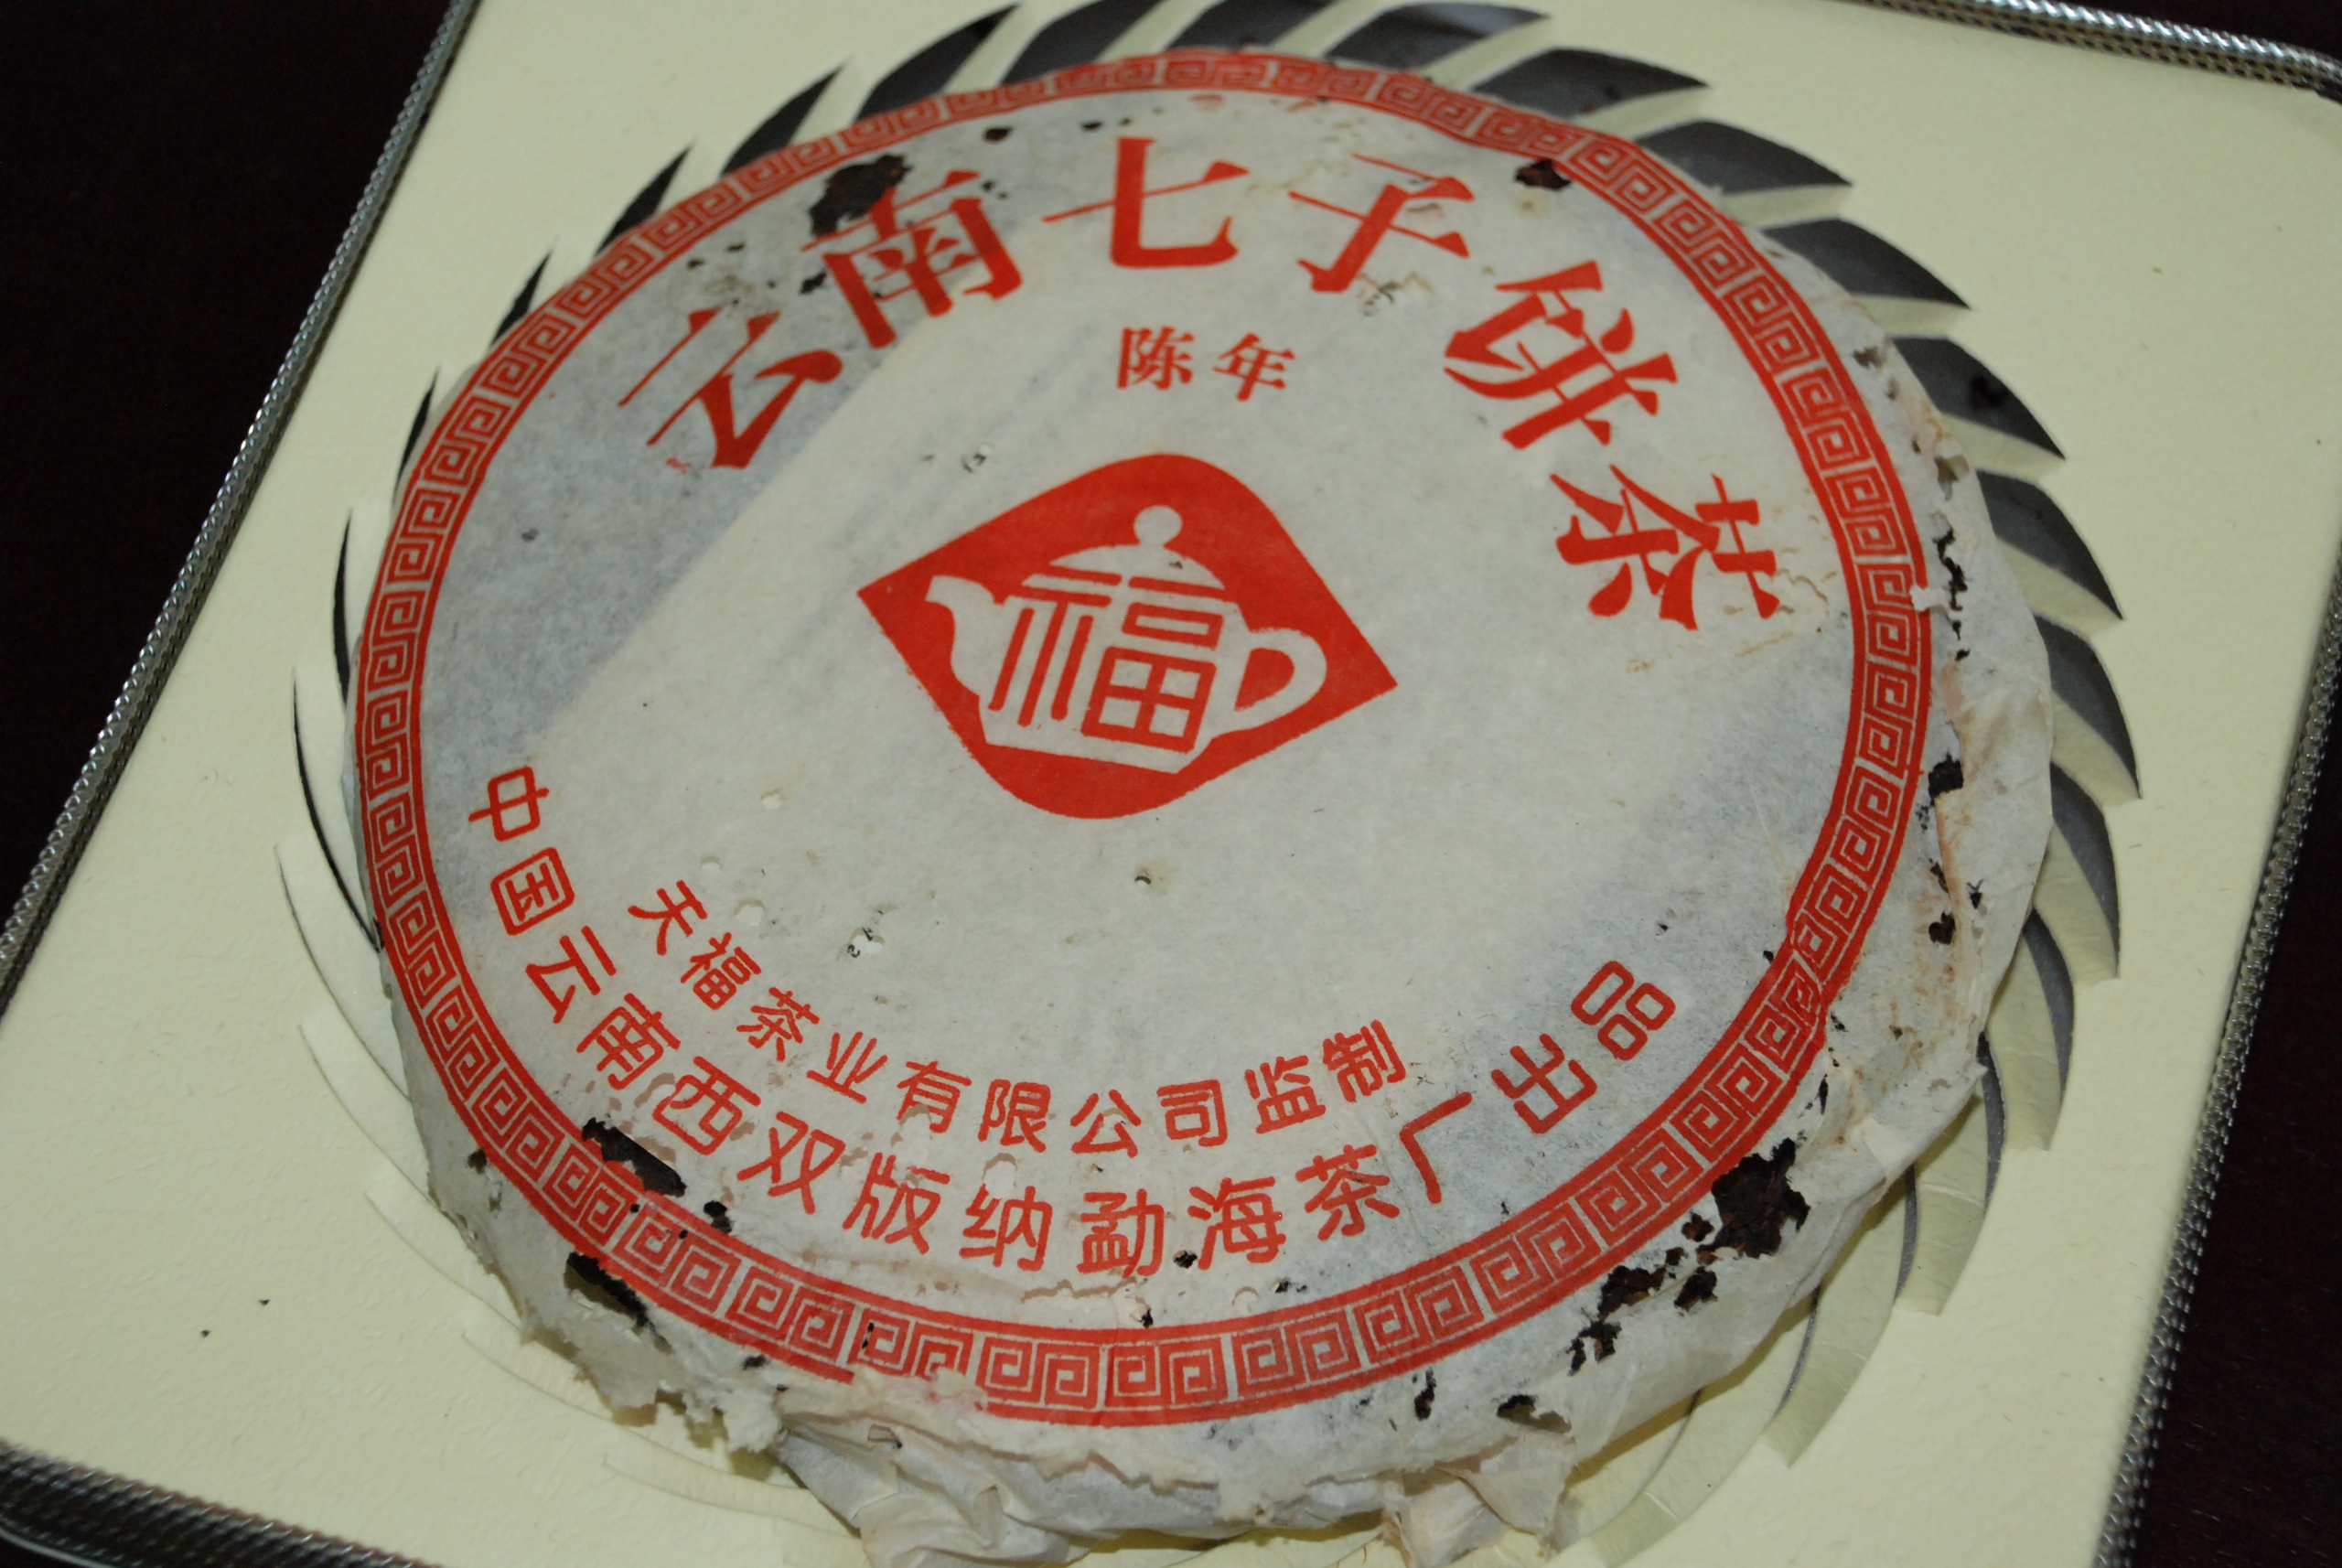 云南七子饼茶
陈年
福
天福茶业有限公司监制
中国云南西双版纳勐海茶厂出品